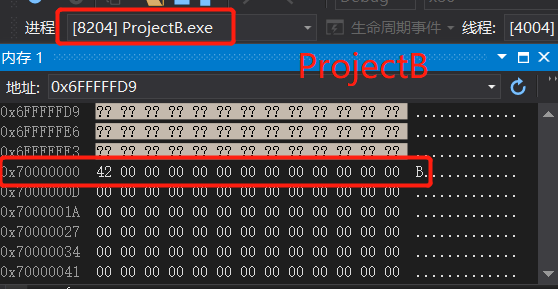 Debug
进程: [8204] ProjectB.exe 生命周期事件 线程: [4004]
ProjectB
内存 1
地址: 0x6FFFFFD9
0x6FFFFFD9 ?? ?? ?? ?? ?? ?? ?? ?? ?? ?? ?? ?? ?? .............
0x6FFFFFE6 ?? ?? ?? ?? ?? ?? ?? ?? ?? ?? ?? ?? ?? .............
0x6FFFFFF3 ?? ?? ?? ?? ?? ?? ?? ?? ?? ?? ?? ?? ?? .............
0x70000000 42 00 00 00 00 00 00 00 00 00 00 00 00 B............
0x7000000D 00 00 00 00 00 00 00 00 00 00 00 00 00 .............
0x7000001A 00 00 00 00 00 00 00 00 00 00 00 00 00 .............
0x70000027 00 00 00 00 00 00 00 00 00 00 00 00 00 .............
0x70000034 00 00 00 00 00 00 00 00 00 00 00 00 00 .............
0x70000041 00 00 00 00 00 00 00 00 00 00 00 00 00 .............